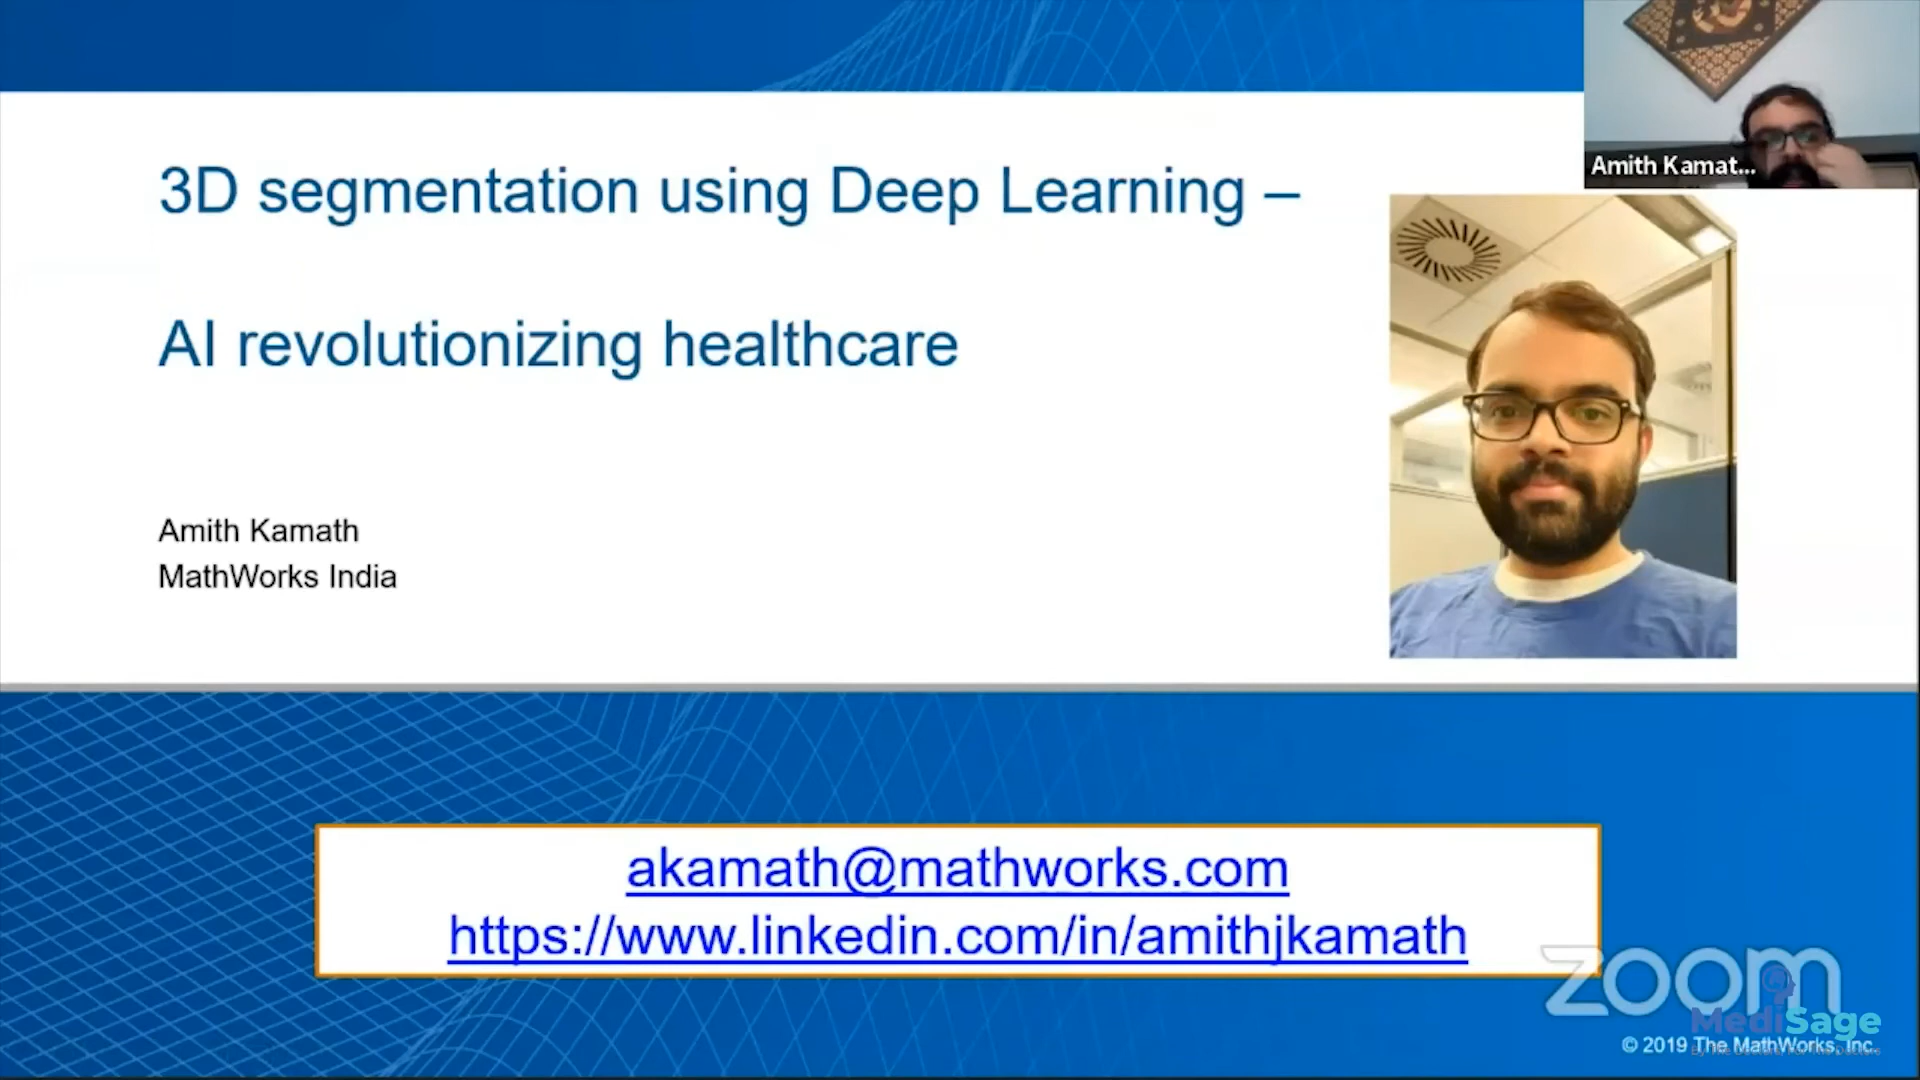 Amith Kamat...
3D segmentation using Deep Learning –
AI revolutionizing healthcare
Amith Kamath
MathWorks India
akamath@mathworks.com
https://www.linkedin.com/in/amithjkamath
zoom
MediSage
© 2019 The MathWorks, Inc.